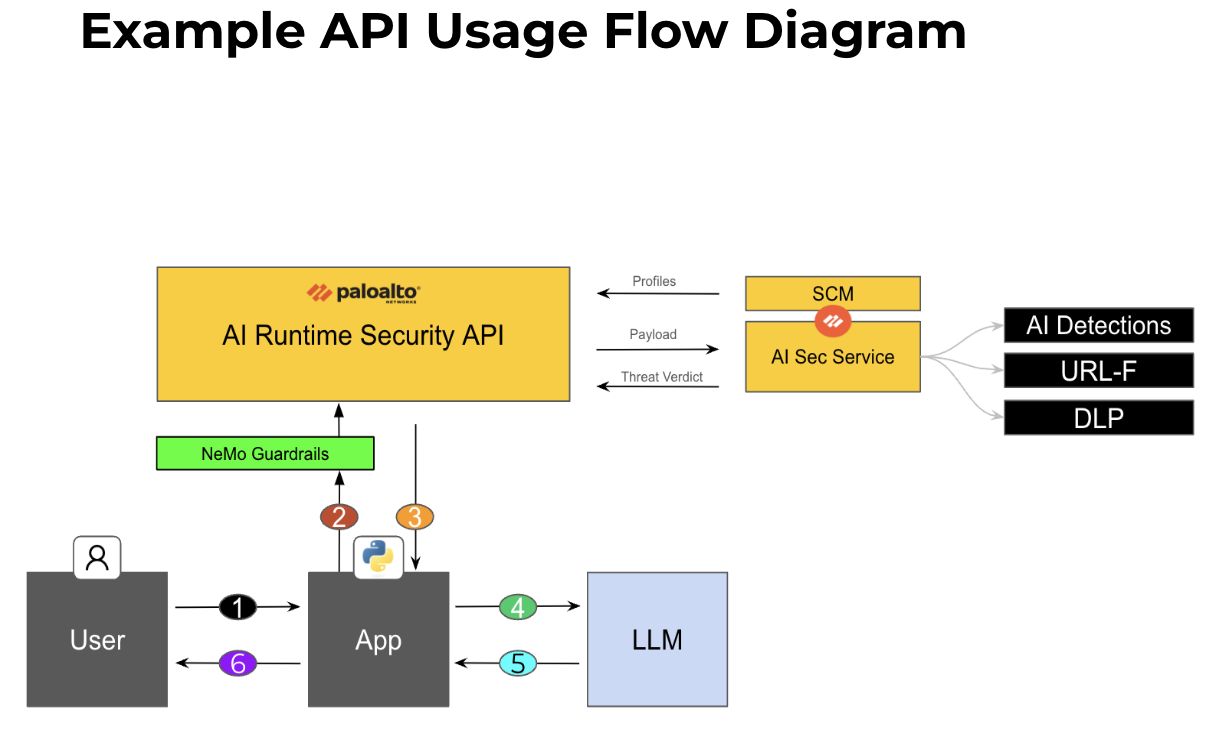 Example API Usage Flow Diagram
paloalto
NETWORKS
AI Runtime Security API
Profiles
Payload
Threat Verdict
SCM
AI Sec Service
AI Detections
URL-F
DLP
NeMo Guardrails
2
3
User
1
6
App
4
5
LLM